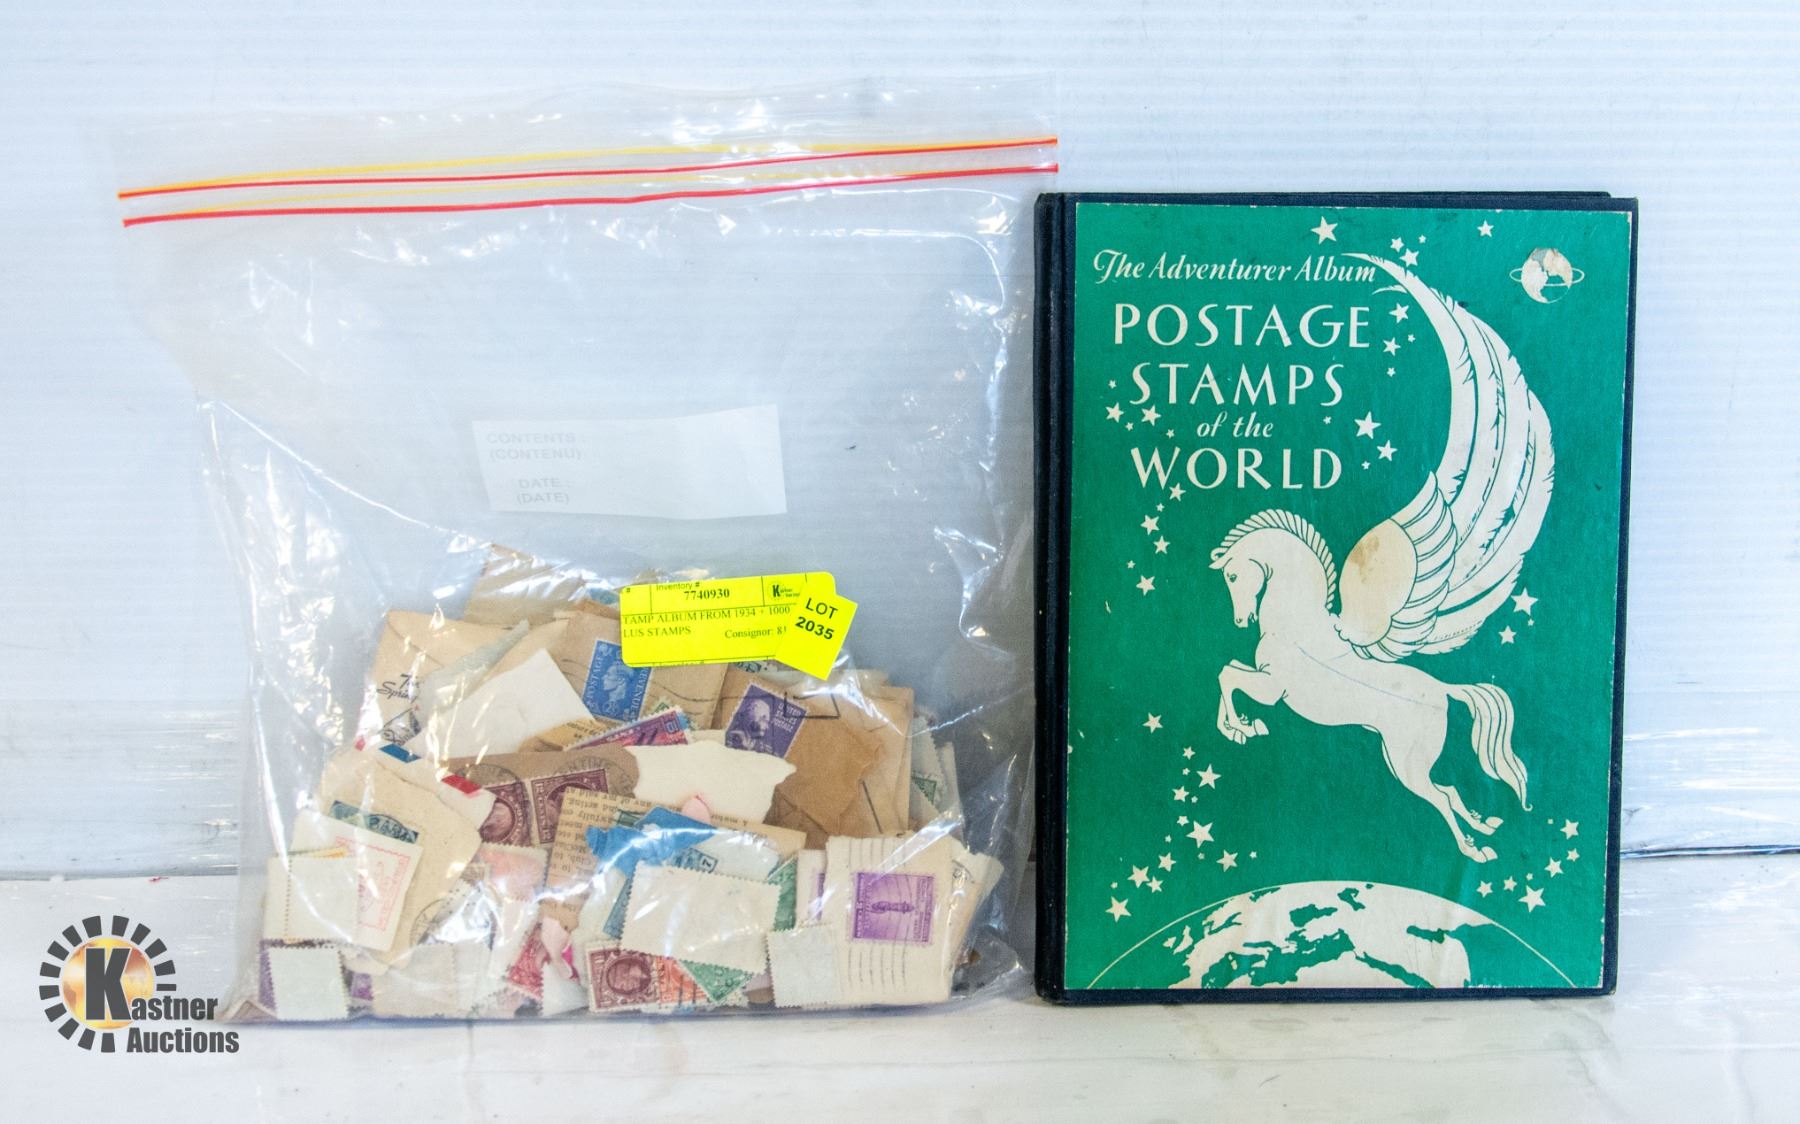 CONTENTS :
(CONTENU)
DATE :
(DATE)
Inventory #:
7740930
TAMP ALBUM FROM 1934 + 1000
LUS STAMPS
Consignor: 81
LOT
2035
The Adventurer Album
POSTAGE
STAMPS
of the
WORLD
Kastner
Auctions